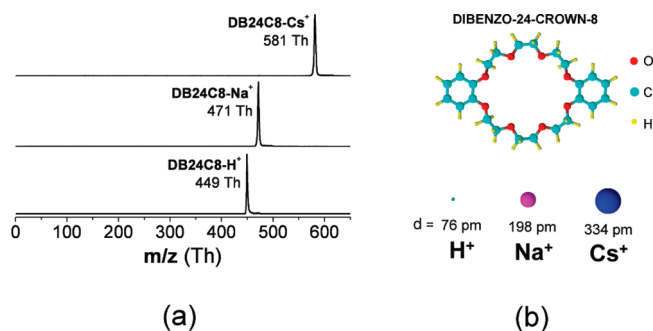 DB24C8-Cs⁺
581 Th
DB24C8-Na⁺
471 Th
DB24C8-H⁺
449 Th
0 100 200 300 400 500 600
m/z (Th)
(a)
DIBENZO-24-CROWN-8
O
C
H
d = 76 pm 198 pm 334 pm
H⁺ Na⁺ Cs⁺
(b)